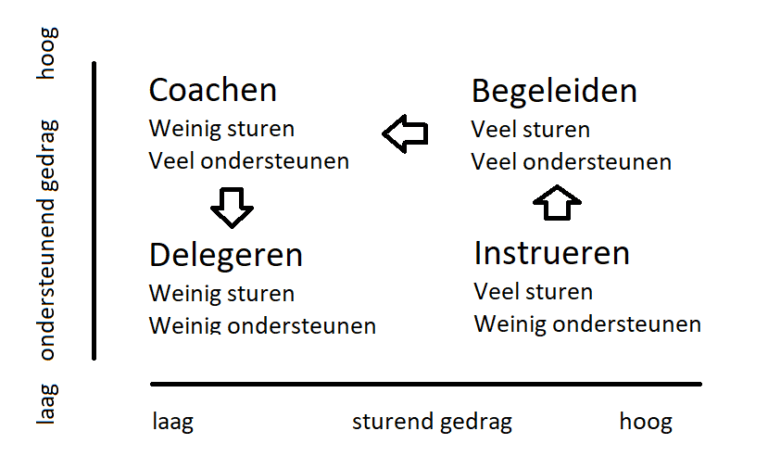 hoog
ondersteunend gedrag
laag
Coachen
Weinig sturen
Veel ondersteunen
Begeleiden
Veel sturen
Veel ondersteunen
Delegeren
Weinig sturen
Weinig ondersteunen
Instrueren
Veel sturen
Weinig ondersteunen
laag
sturend gedrag
hoog